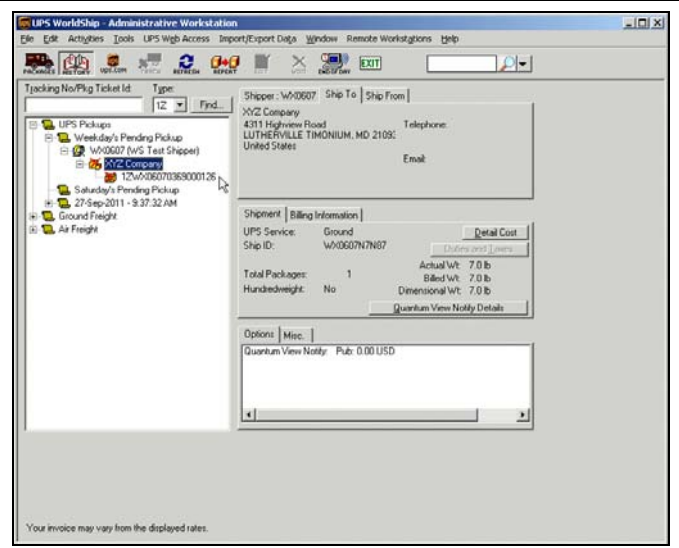 UPS WorldShip - Administrative Workstation
File Edit Activities Tools UPS Web Access Import/Export Data Window Remote Workstations Help
PACKAGES HISTORY UPS.COM TRACK REFRESH REPORT EDIT VOID END OF DAY EXIT
Tracking No/Pkg Ticket Id: Type:
1Z Find...
UPS Pickups
Weekday's Pending Pickup
WX0607 (WS Test Shipper)
XYZ Company
1ZWX06070369000126
Saturday's Pending Pickup
27-Sep-2011 - 9:37:32 AM
Ground Freight
Air Freight
Shipper : WX0607 Ship To Ship From
XYZ Company
4311 Highview Road Telephone:
LUTHERVILLE TIMONIUM, MD 21093
United States
Email:
Shipment Billing Information
UPS Service: Ground Detail Cost
Ship ID: WX0607N7N87 Duties and Taxes
Actual Wt: 7.0 lb
Total Packages: 1 Billed Wt: 7.0 lb
Hundredweight: No Dimensional Wt: 7.0 lb
Quantum View Notify Details
Options Misc.
Quantum View Notify: Pub: 0.00 USD
Your invoice may vary from the displayed rates.